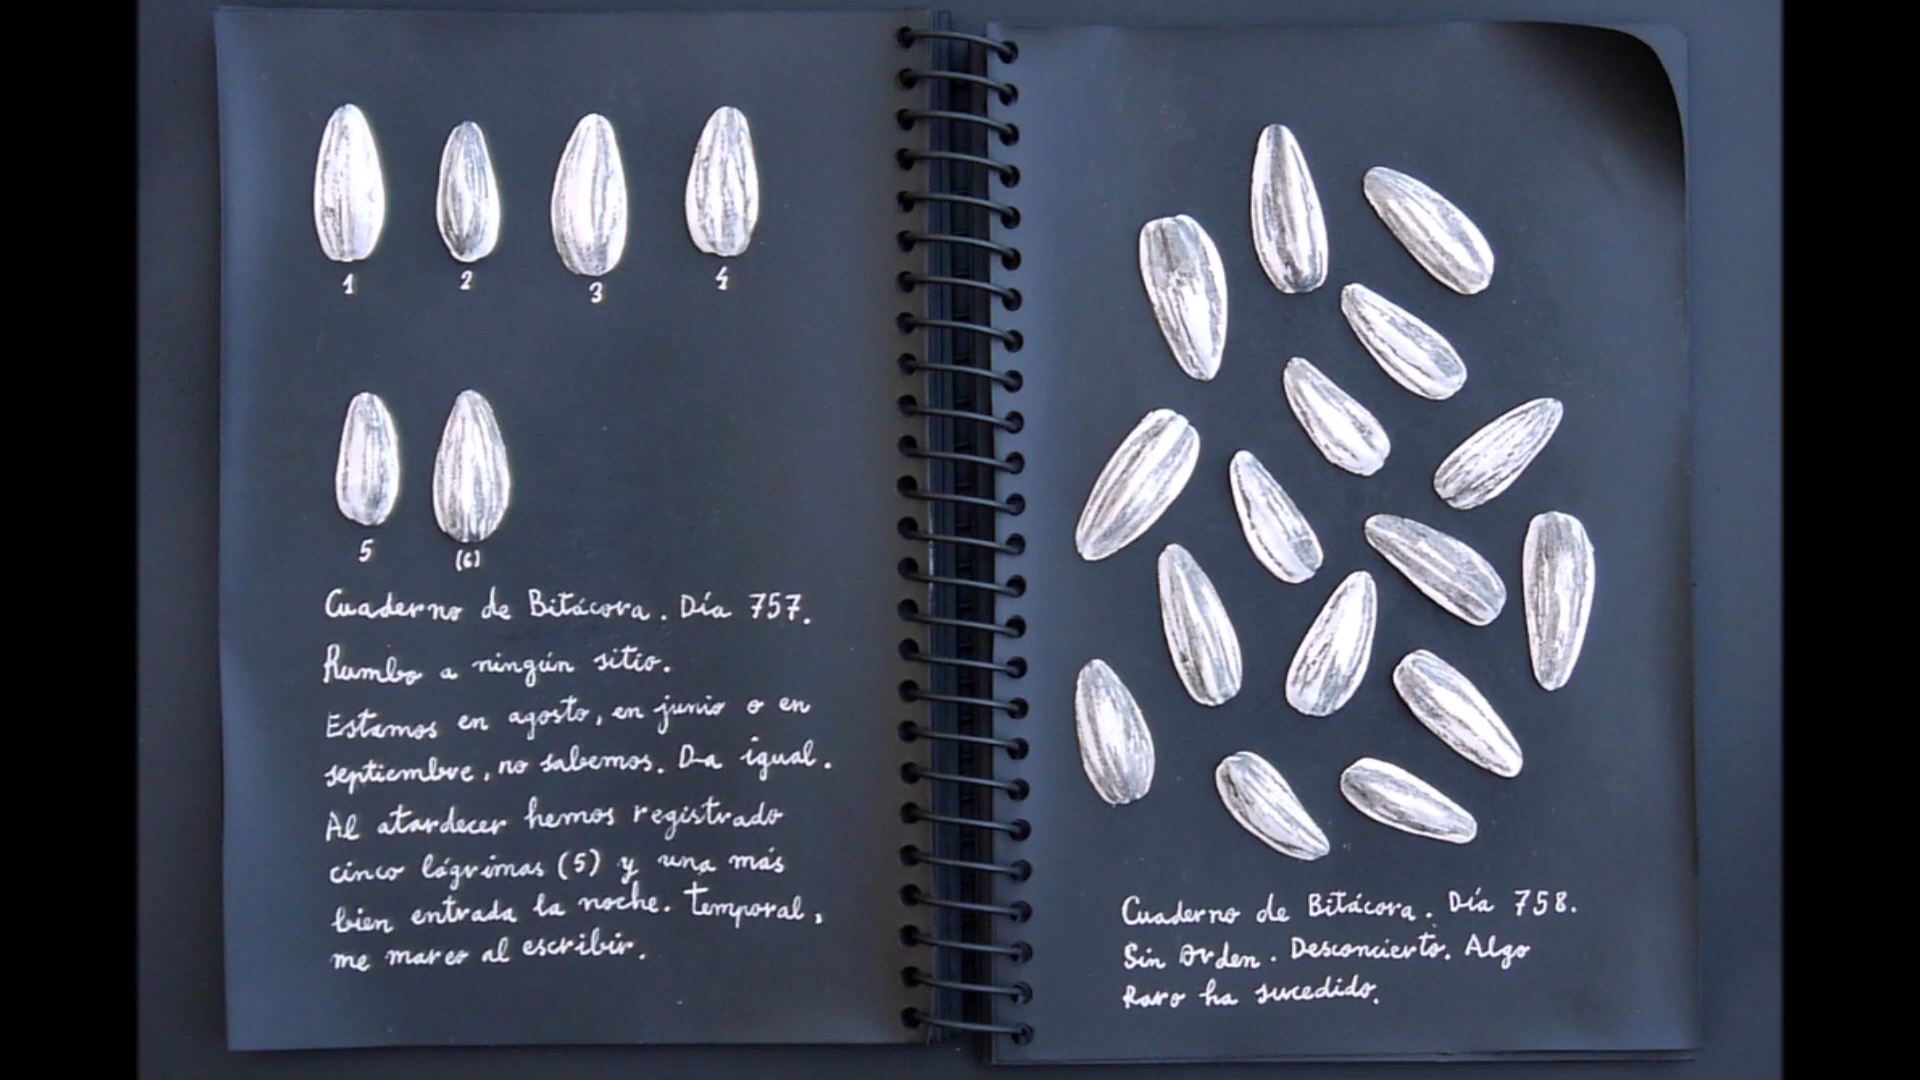 1 2 3 4
5 (6)
Cuaderno de Bitácora. Día 757.
Rumbo a ningún sitio.
Estamos en agosto, en junio o en
septiembre, no sabemos. Da igual.
Al atardecer hemos registrado
cinco lágrimas (5) y una más
bien entrada la noche. Temporal,
me mareo al escribir.
Cuaderno de Bitácora. Día 758.
Sin Orden. Desconcierto. Algo
Raro ha sucedido.